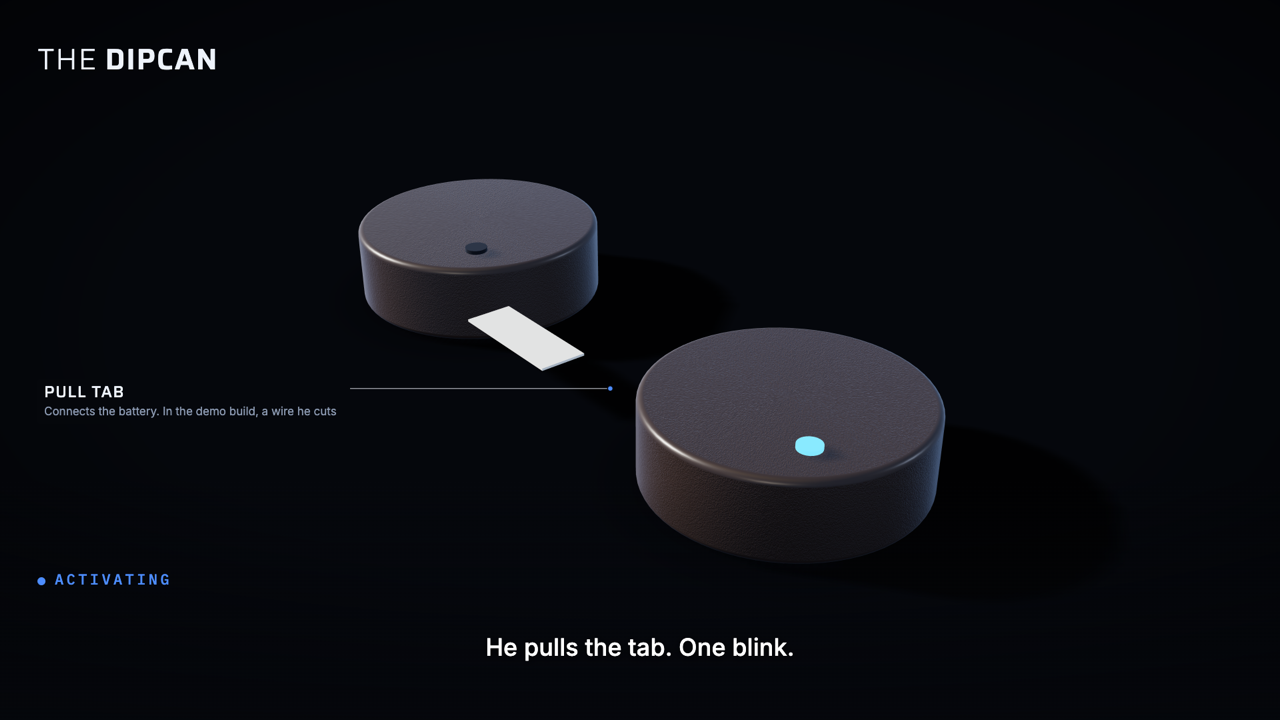 THE DIPCAN
PULL TAB
Connects the battery. In the demo build, a wire he cuts
ACTIVATING
He pulls the tab. One blink.